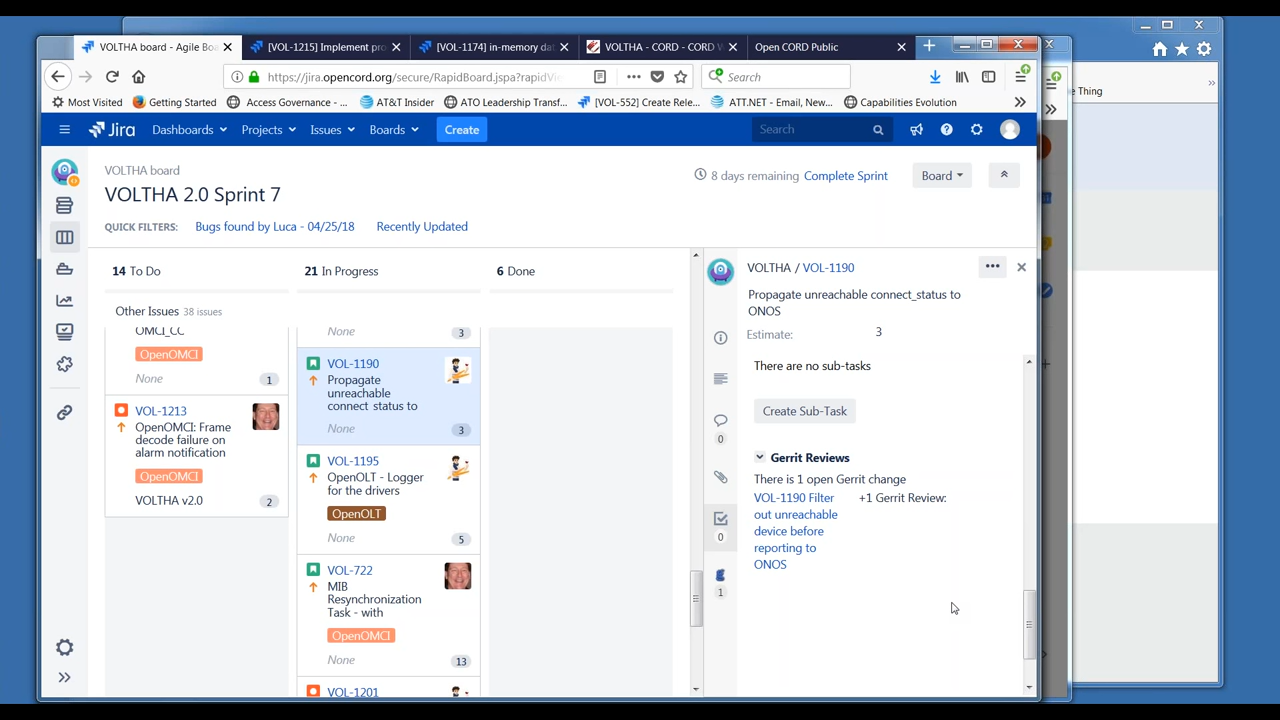 VOLTHA board - Agile Boa
[VOL-1215] Implement pro
[VOL-1174] in-memory dat
VOLTHA - CORD - CORD W
Open CORD Public
https://jira.opencord.org/secure/RapidBoard.jspa?rapidVie
Search
Most Visited
Getting Started
Access Governance - ...
AT&T Insider
ATO Leadership Transf...
[VOL-552] Create Rele...
ATT.NET - Email, New...
Capabilities Evolution
e Thing
Jira
Dashboards
Projects
Issues
Boards
Create
Search
VOLTHA board
VOLTHA 2.0 Sprint 7
8 days remaining
Complete Sprint
Board
QUICK FILTERS:
Bugs found by Luca - 04/25/18
Recently Updated
14 To Do
21 In Progress
6 Done
Other Issues 38 issues
OMCI_CC
OpenOMCI
None
1
VOL-1213
OpenOMCI: Frame
decode failure on
alarm notification
OpenOMCI
VOLTHA v2.0
2
None
3
VOL-1190
Propagate
unreachable
connect status to
None
3
VOL-1195
OpenOLT - Logger
for the drivers
OpenOLT
None
5
VOL-722
MIB
Resynchronization
Task - with
OpenOMCI
None
13
VOL-1201
VOLTHA / VOL-1190
Propagate unreachable connect_status to
ONOS
Estimate:
3
There are no sub-tasks
Create Sub-Task
0
0
1
Gerrit Reviews
There is 1 open Gerrit change
VOL-1190 Filter
out unreachable
device before
reporting to
ONOS
+1 Gerrit Review: